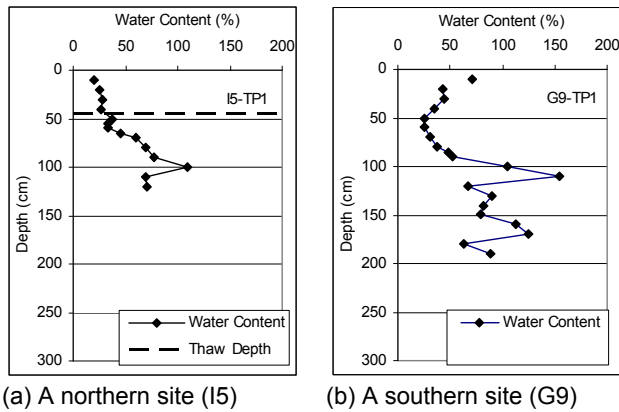 Water Content (%)
0 50 100 150 200
0
50
100
150
200
250
300
Depth (cm)
I5-TP1
Water Content
Thaw Depth
(a) A northern site (I5)
Water Content (%)
0 50 100 150 200
0
50
100
150
200
250
300
Depth (cm)
G9-TP1
Water Content
(b) A southern site (G9)